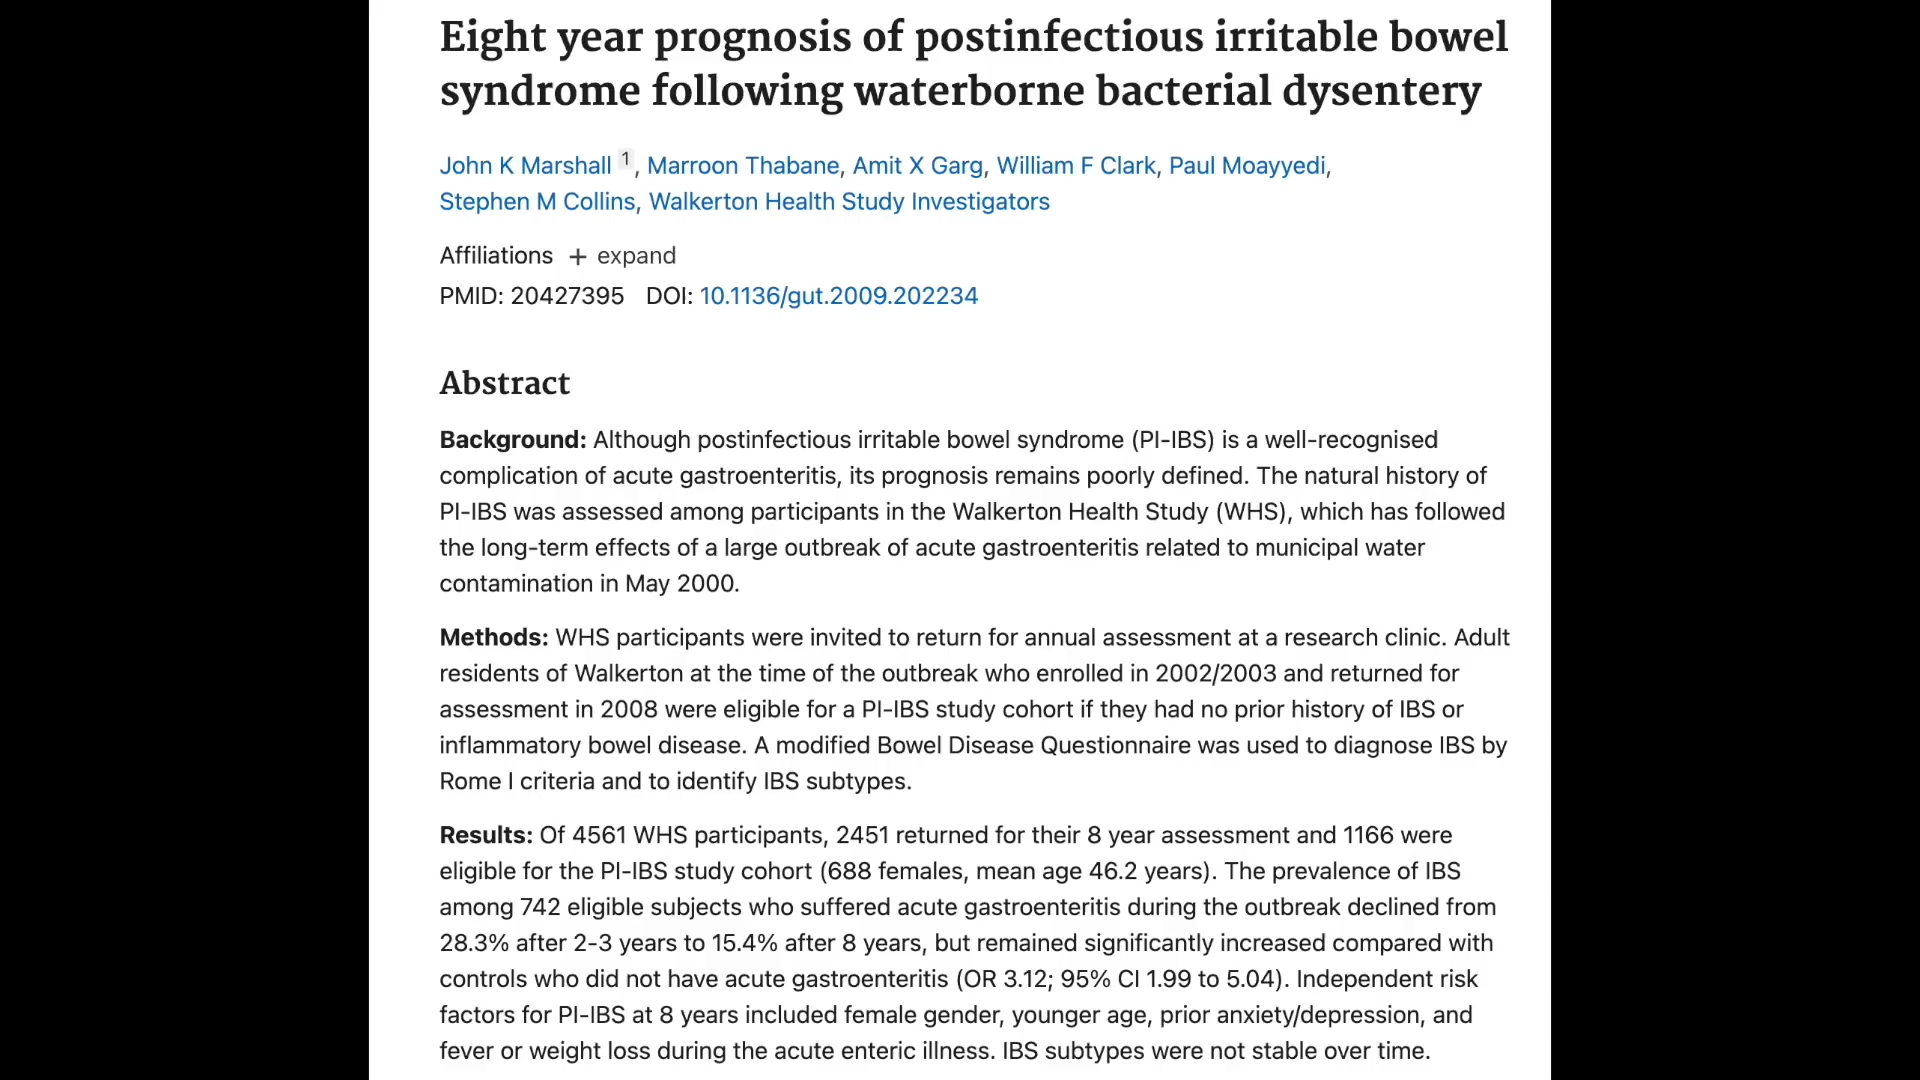 Eight year prognosis of postinfectious irritable bowel
syndrome following waterborne bacterial dysentery
John K Marshall 1, Marroon Thabane, Amit X Garg, William F Clark, Paul Moayyedi,
Stephen M Collins, Walkerton Health Study Investigators
Affiliations + expand
PMID: 20427395 DOI: 10.1136/gut.2009.202234
Abstract
Background: Although postinfectious irritable bowel syndrome (PI-IBS) is a well-recognised
complication of acute gastroenteritis, its prognosis remains poorly defined. The natural history of
PI-IBS was assessed among participants in the Walkerton Health Study (WHS), which has followed
the long-term effects of a large outbreak of acute gastroenteritis related to municipal water
contamination in May 2000.
Methods: WHS participants were invited to return for annual assessment at a research clinic. Adult
residents of Walkerton at the time of the outbreak who enrolled in 2002/2003 and returned for
assessment in 2008 were eligible for a PI-IBS study cohort if they had no prior history of IBS or
inflammatory bowel disease. A modified Bowel Disease Questionnaire was used to diagnose IBS by
Rome I criteria and to identify IBS subtypes.
Results: Of 4561 WHS participants, 2451 returned for their 8 year assessment and 1166 were
eligible for the PI-IBS study cohort (688 females, mean age 46.2 years). The prevalence of IBS
among 742 eligible subjects who suffered acute gastroenteritis during the outbreak declined from
28.3% after 2-3 years to 15.4% after 8 years, but remained significantly increased compared with
controls who did not have acute gastroenteritis (OR 3.12; 95% CI 1.99 to 5.04). Independent risk
factors for PI-IBS at 8 years included female gender, younger age, prior anxiety/depression, and
fever or weight loss during the acute enteric illness. IBS subtypes were not stable over time.